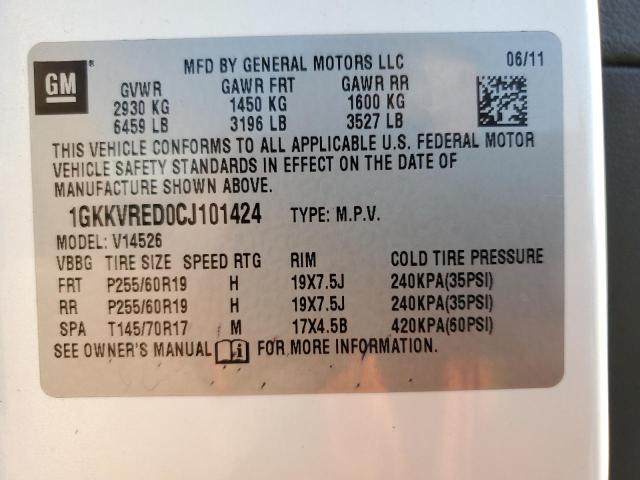 GM ® MFD BY GENERAL MOTORS LLC 06/11
GVWR GAWR FRT GAWR RR
2930 KG 1450 KG 1600 KG
6459 LB 3196 LB 3527 LB
THIS VEHICLE CONFORMS TO ALL APPLICABLE U.S. FEDERAL MOTOR
VEHICLE SAFETY STANDARDS IN EFFECT ON THE DATE OF
MANUFACTURE SHOWN ABOVE.
1GKKVRED0CJ101424 TYPE: M.P.V.
MODEL: V14526
VBBG TIRE SIZE SPEED RTG RIM COLD TIRE PRESSURE
FRT P255/60R19 H 19X7.5J 240KPA(35PSI)
RR P255/60R19 H 19X7.5J 240KPA(35PSI)
SPA T145/70R17 M 17X4.5B 420KPA(60PSI)
SEE OWNER'S MANUAL FOR MORE INFORMATION.